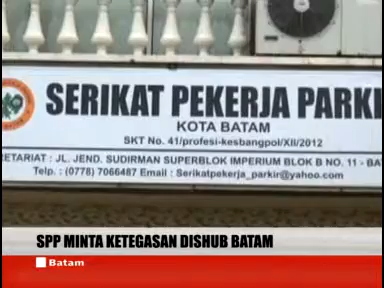 SERIKAT PEKERJA PARKI
KOTA BATAM
SKT No. 41/profesi-kesbangpol/XII/2012
RETARIAT : JL. JEND. SUDIRMAN SUPERBLOK IMPERIUM BLOK B NO. 11 - BA
Telp. : (0778) 7066487 Email : Serikatpekerja_parkir@yahoo.com
SPP MINTA KETEGASAN DISHUB BATAM
Batam